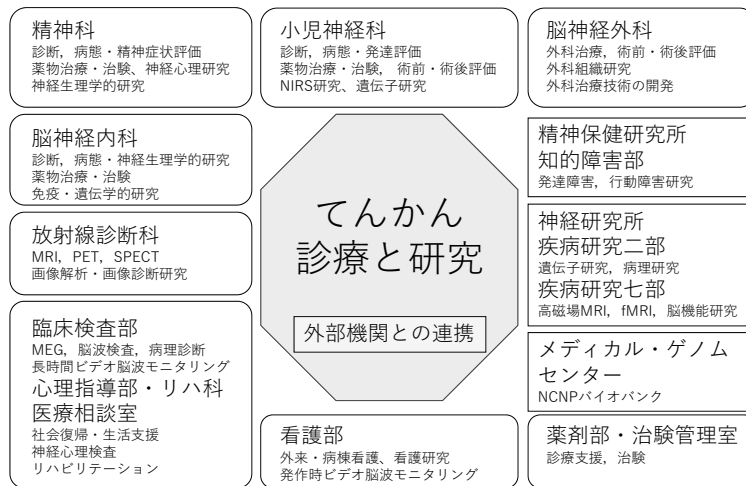 精神科
診断，病態・精神症状評価
薬物治療・治験、神経心理研究
神経生理学的研究
小児神経科
診断，病態・発達評価
薬物治療・治験，術前・術後評価
NIRS研究、遺伝子研究
脳神経外科
外科治療，術前・術後評価
外科組織研究
外科治療技術の開発
脳神経内科
診断，病態・神経生理学的研究
薬物治療・治験
免疫・遺伝学的研究
放射線診断科
MRI，PET，SPECT
画像解析・画像診断研究
臨床検査部
MEG，脳波検査，病理診断
長時間ビデオ脳波モニタリング
心理指導部・リハ科
医療相談室
社会復帰・生活支援
神経心理検査
リハビリテーション
てんかん
診療と研究
外部機関との連携
看護部
外来・病棟看護、看護研究
発作時ビデオ脳波モニタリング
精神保健研究所
知的障害部
発達障害，行動障害研究
神経研究所
疾病研究二部
遺伝子研究，病理研究
疾病研究七部
高磁場MRI，fMRI，脳機能研究
メディカル・ゲノム
センター
NCNPバイオバンク
薬剤部・治験管理室
診療支援，治験